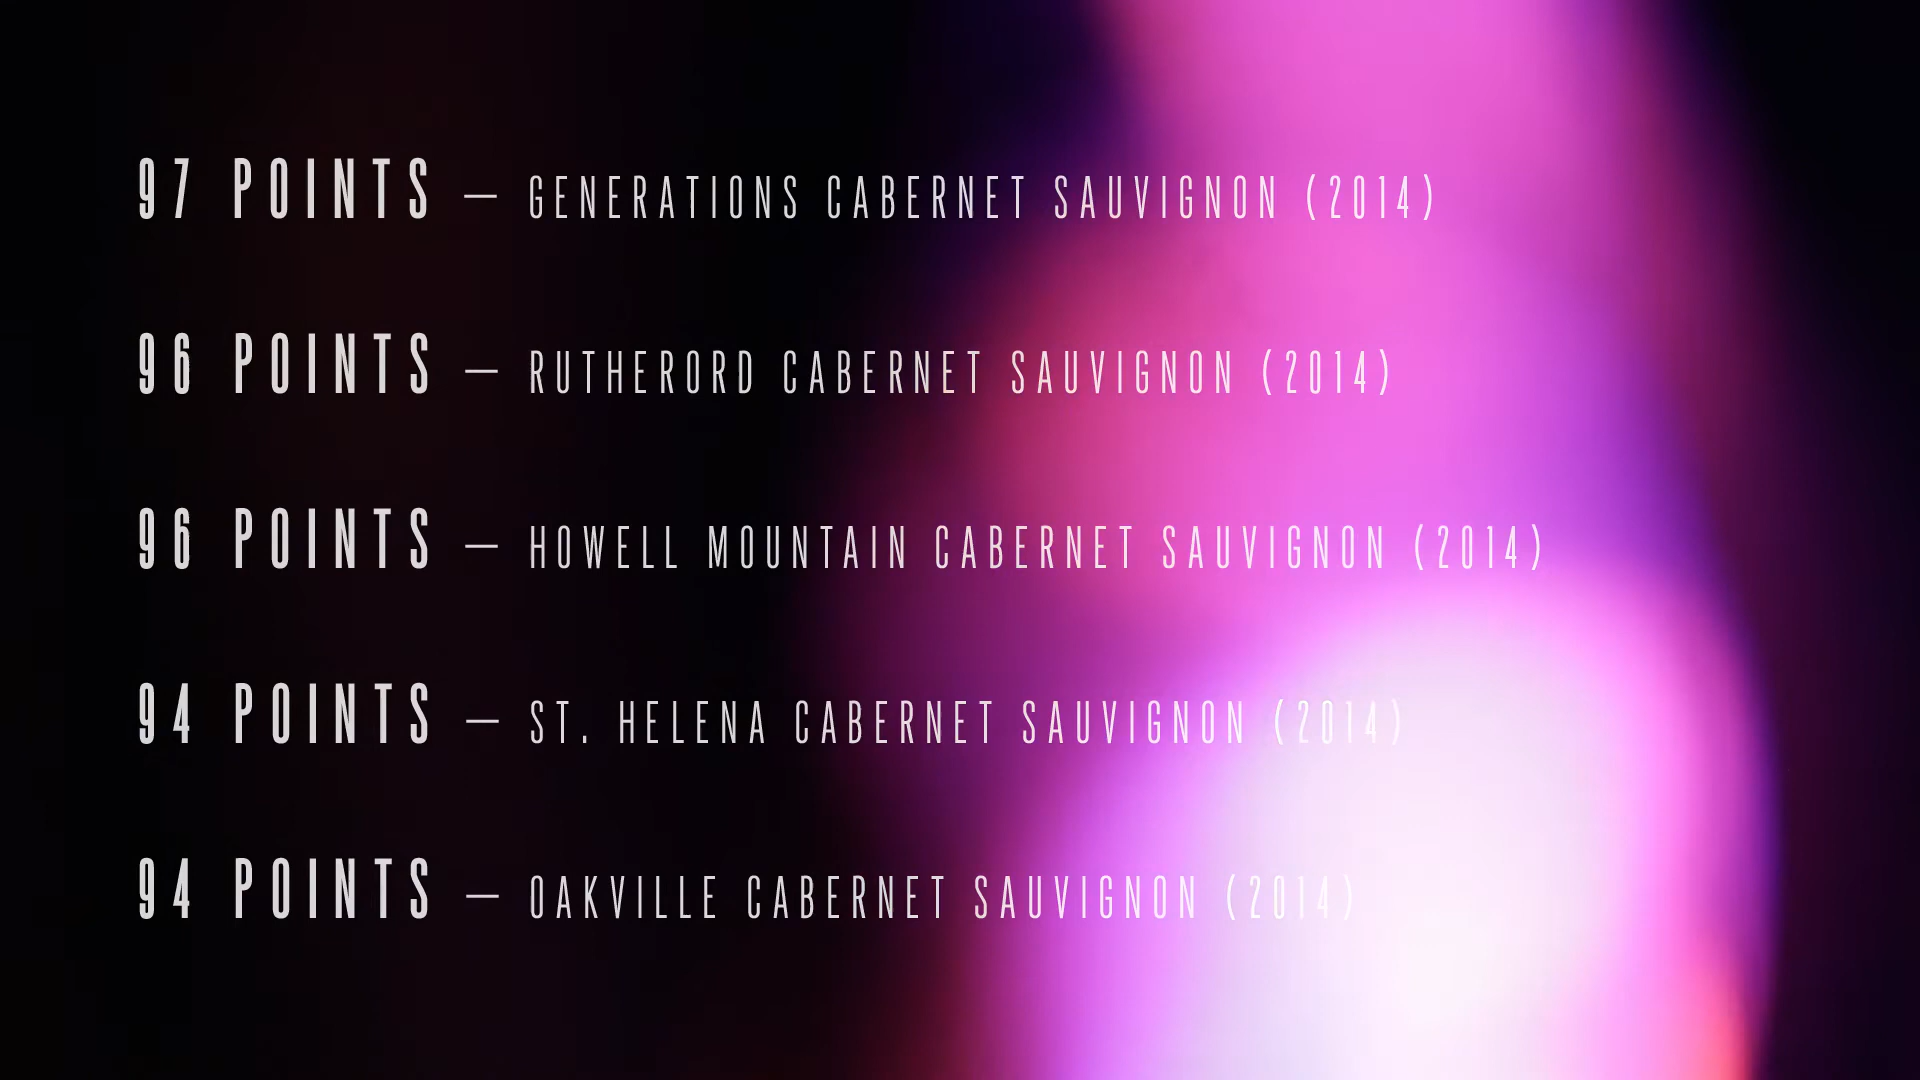 97 POINTS — GENERATIONS CABERNET SAUVIGNON (2014)
96 POINTS — RUTHERORD CABERNET SAUVIGNON (2014)
96 POINTS — HOWELL MOUNTAIN CABERNET SAUVIGNON (2014)
94 POINTS — ST. HELENA CABERNET SAUVIGNON (2014)
94 POINTS — OAKVILLE CABERNET SAUVIGNON (2014)